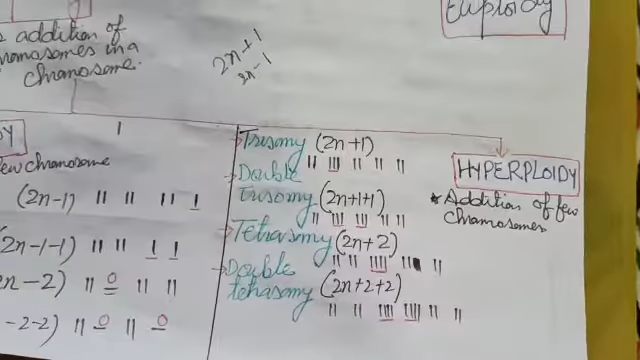 Euploidy
addition of
chromosomes in a
chromosome.
2n+1
2n-1
few chromosome
(2n-1)
2n-1-1)
n-2)
-2-2)
Trisomy (2n+1)
Double
trisomy (2n+1+1)
Tetrasomy (2n+2)
Double
tetrasomy (2n+2+2)
HYPERPLOIDY
* Addition of few
chromosomes